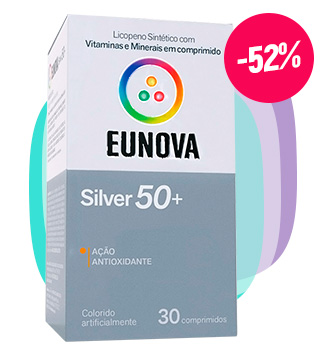 -52%
Licopeno Sintético com
Vitaminas e Minerais em comprimido
EUNOVA
Silver 50+
AÇÃO
ANTIOXIDANTE
Colorido
artificialmente
30 comprimidos